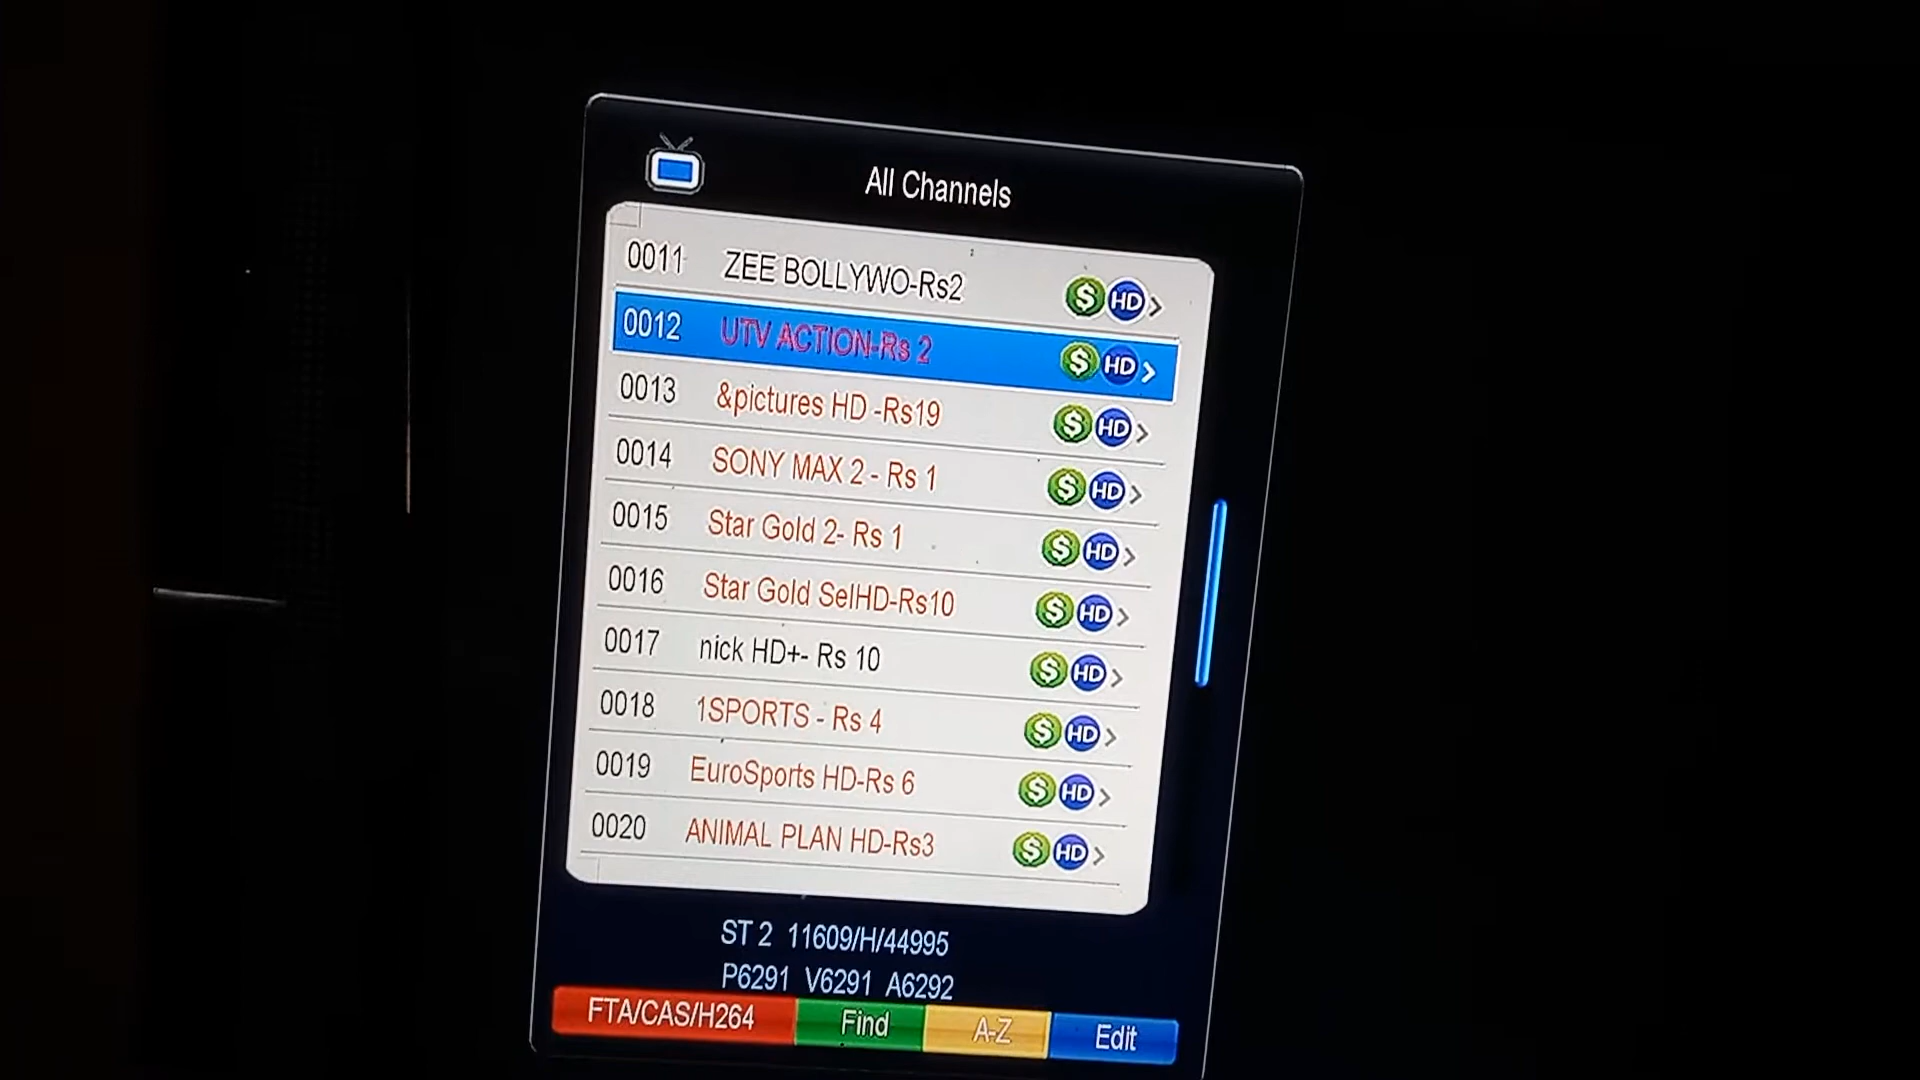 All Channels
0011 ZEE BOLLYWO-Rs2 $ HD
0012 UTV ACTION-Rs 2 $ HD
0013 &pictures HD -Rs19 $ HD
0014 SONY MAX 2 - Rs 1 $ HD
0015 Star Gold 2- Rs 1 $ HD
0016 Star Gold SelHD-Rs10 $ HD
0017 nick HD+- Rs 10 $ HD
0018 1SPORTS - Rs 4 $ HD
0019 EuroSports HD-Rs 6 $ HD
0020 ANIMAL PLAN HD-Rs3 $ HD
ST 2 11609/H/44995
P6291 V6291 A6292
FTA/CAS/H264 Find A-Z Edit